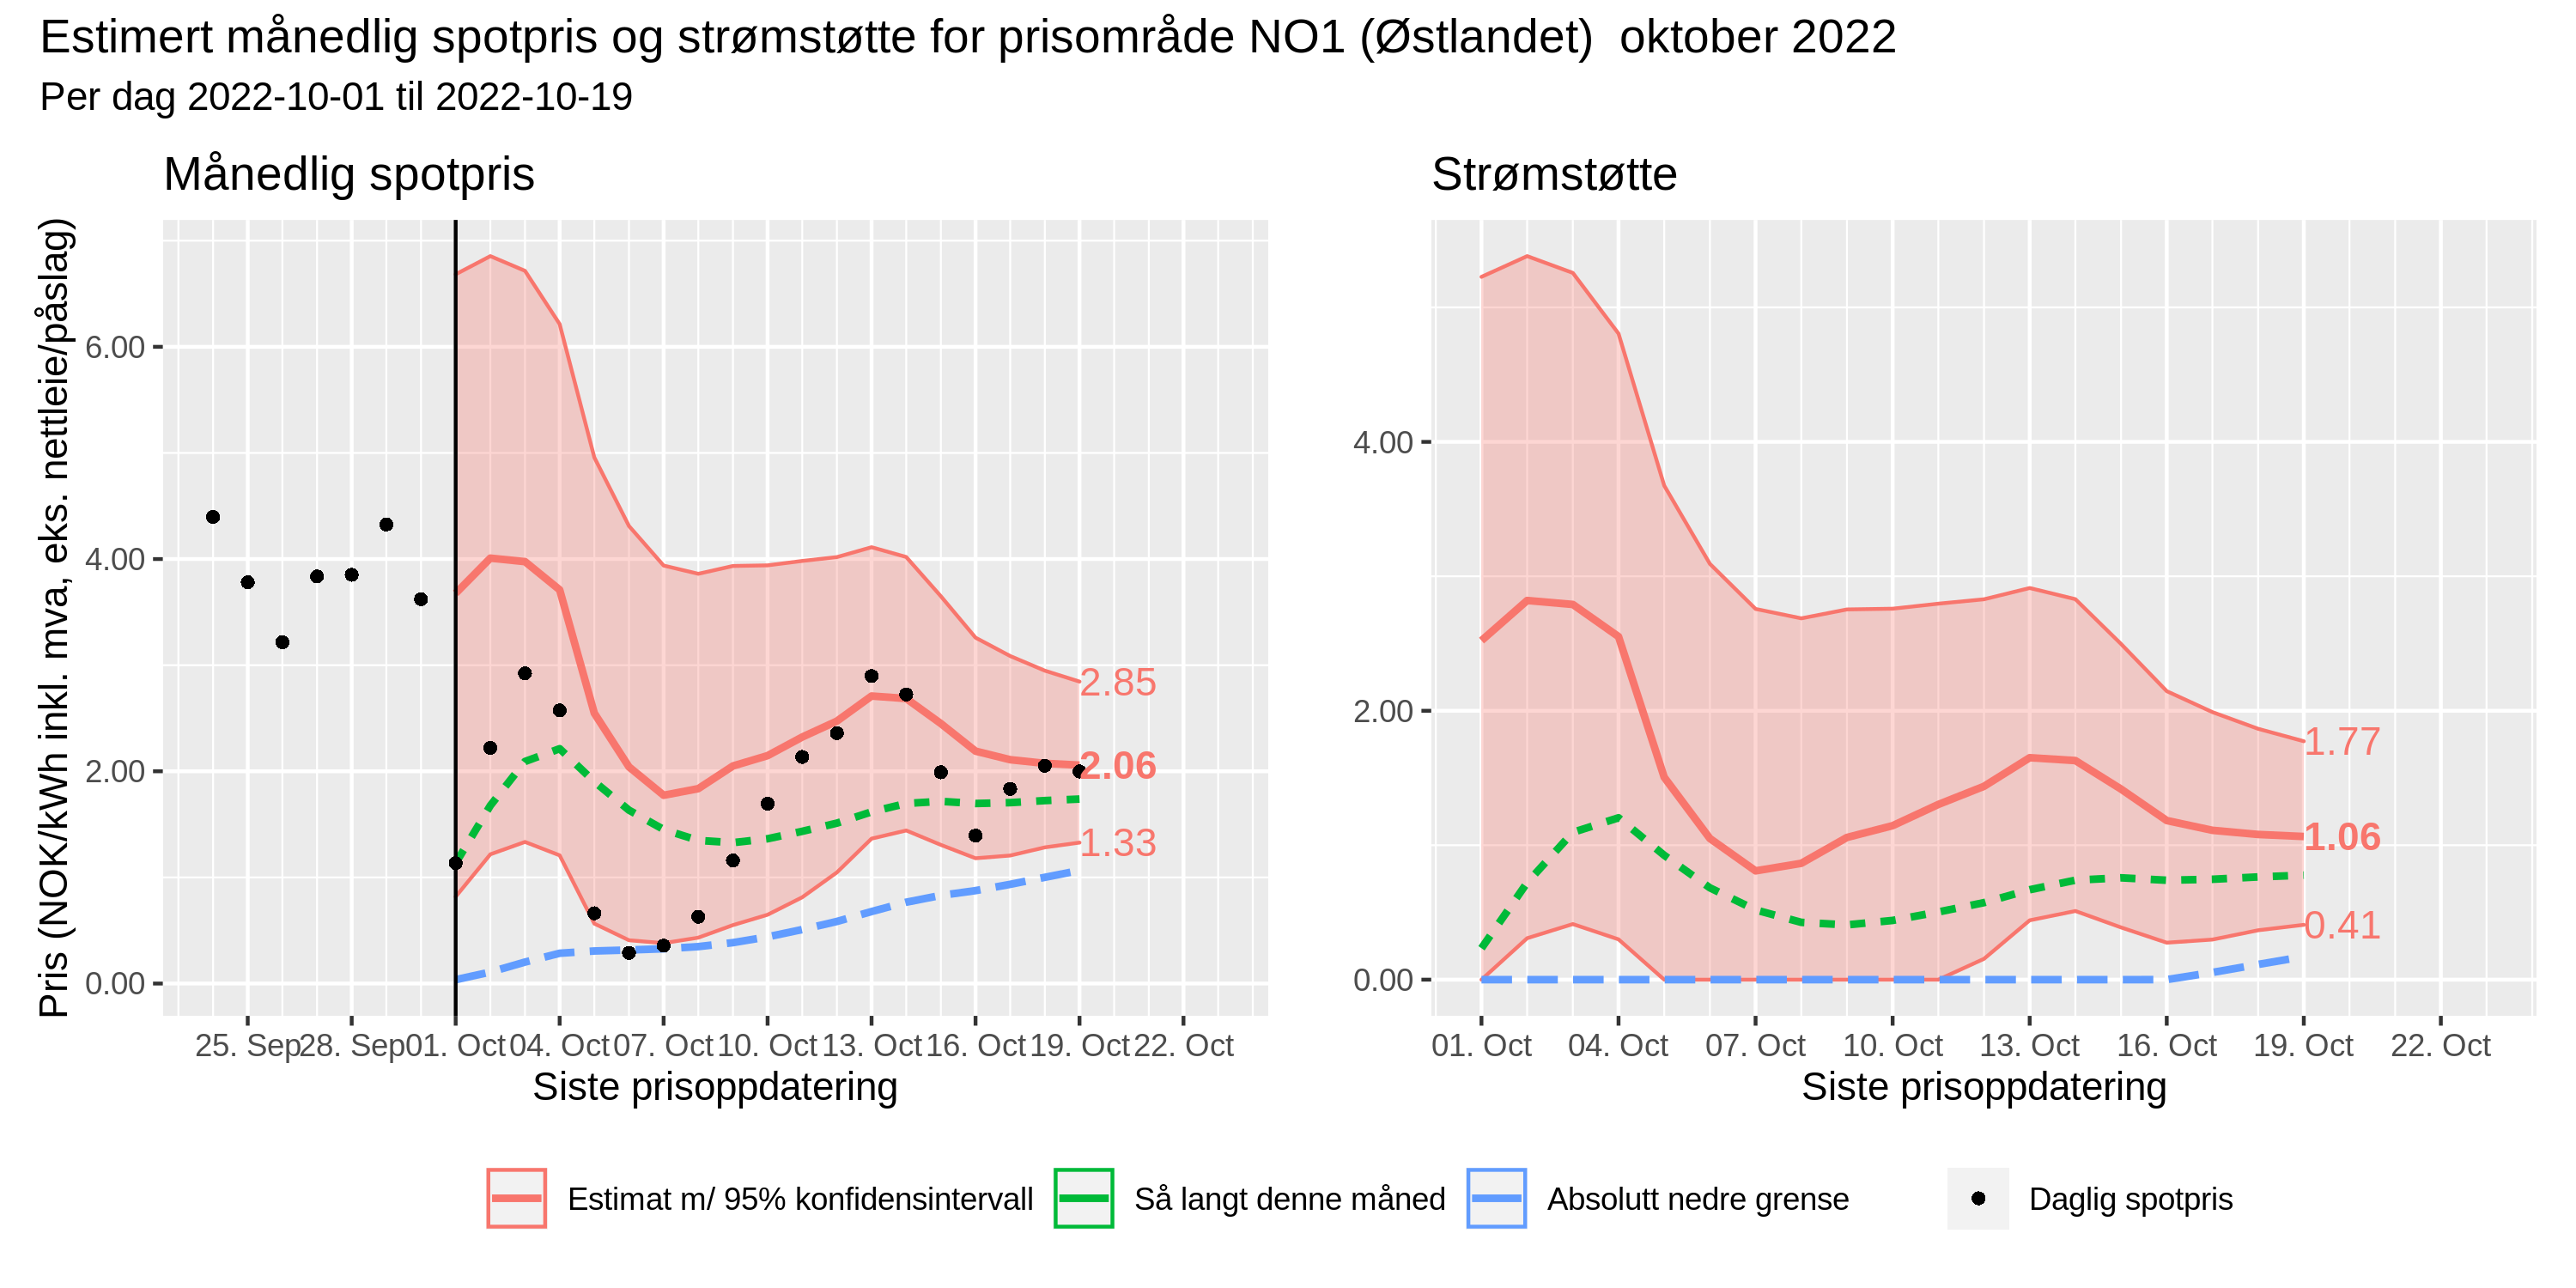 Estimert månedlig spotpris og strømstøtte for prisområde NO1 (Østlandet)  oktober 2022
Per dag 2022-10-01 til 2022-10-19
Månedlig spotpris
Pris (NOK/kWh inkl. mva, eks. nettleie/påslag)
6.00
4.00
2.00
0.00
2.85
2.06
1.33
25. Sep 28. Sep 01. Oct 04. Oct 07. Oct 10. Oct 13. Oct 16. Oct 19. Oct 22. Oct
Siste prisoppdatering
Strømstøtte
4.00
2.00
0.00
1.77
1.06
0.41
01. Oct 04. Oct 07. Oct 10. Oct 13. Oct 16. Oct 19. Oct 22. Oct
Siste prisoppdatering
Estimat m/ 95% konfidensintervall Så langt denne måned Absolutt nedre grense Daglig spotpris